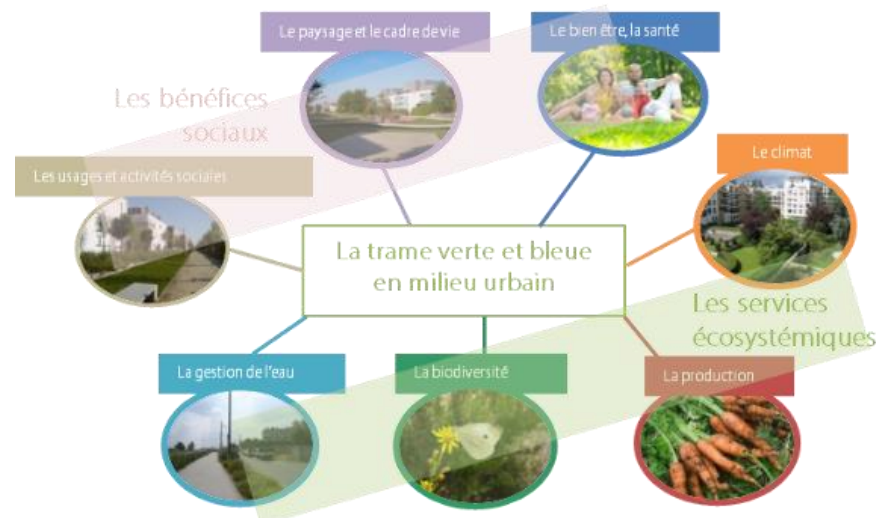 Le paysage et le cadre de vie
Le bien être, la santé
Les bénéfices
sociaux
Le climat
Les usages et activités sociales
La trame verte et bleue
en milieu urbain
Les services
écosystémiques
La gestion de l'eau
La biodiversité
La production